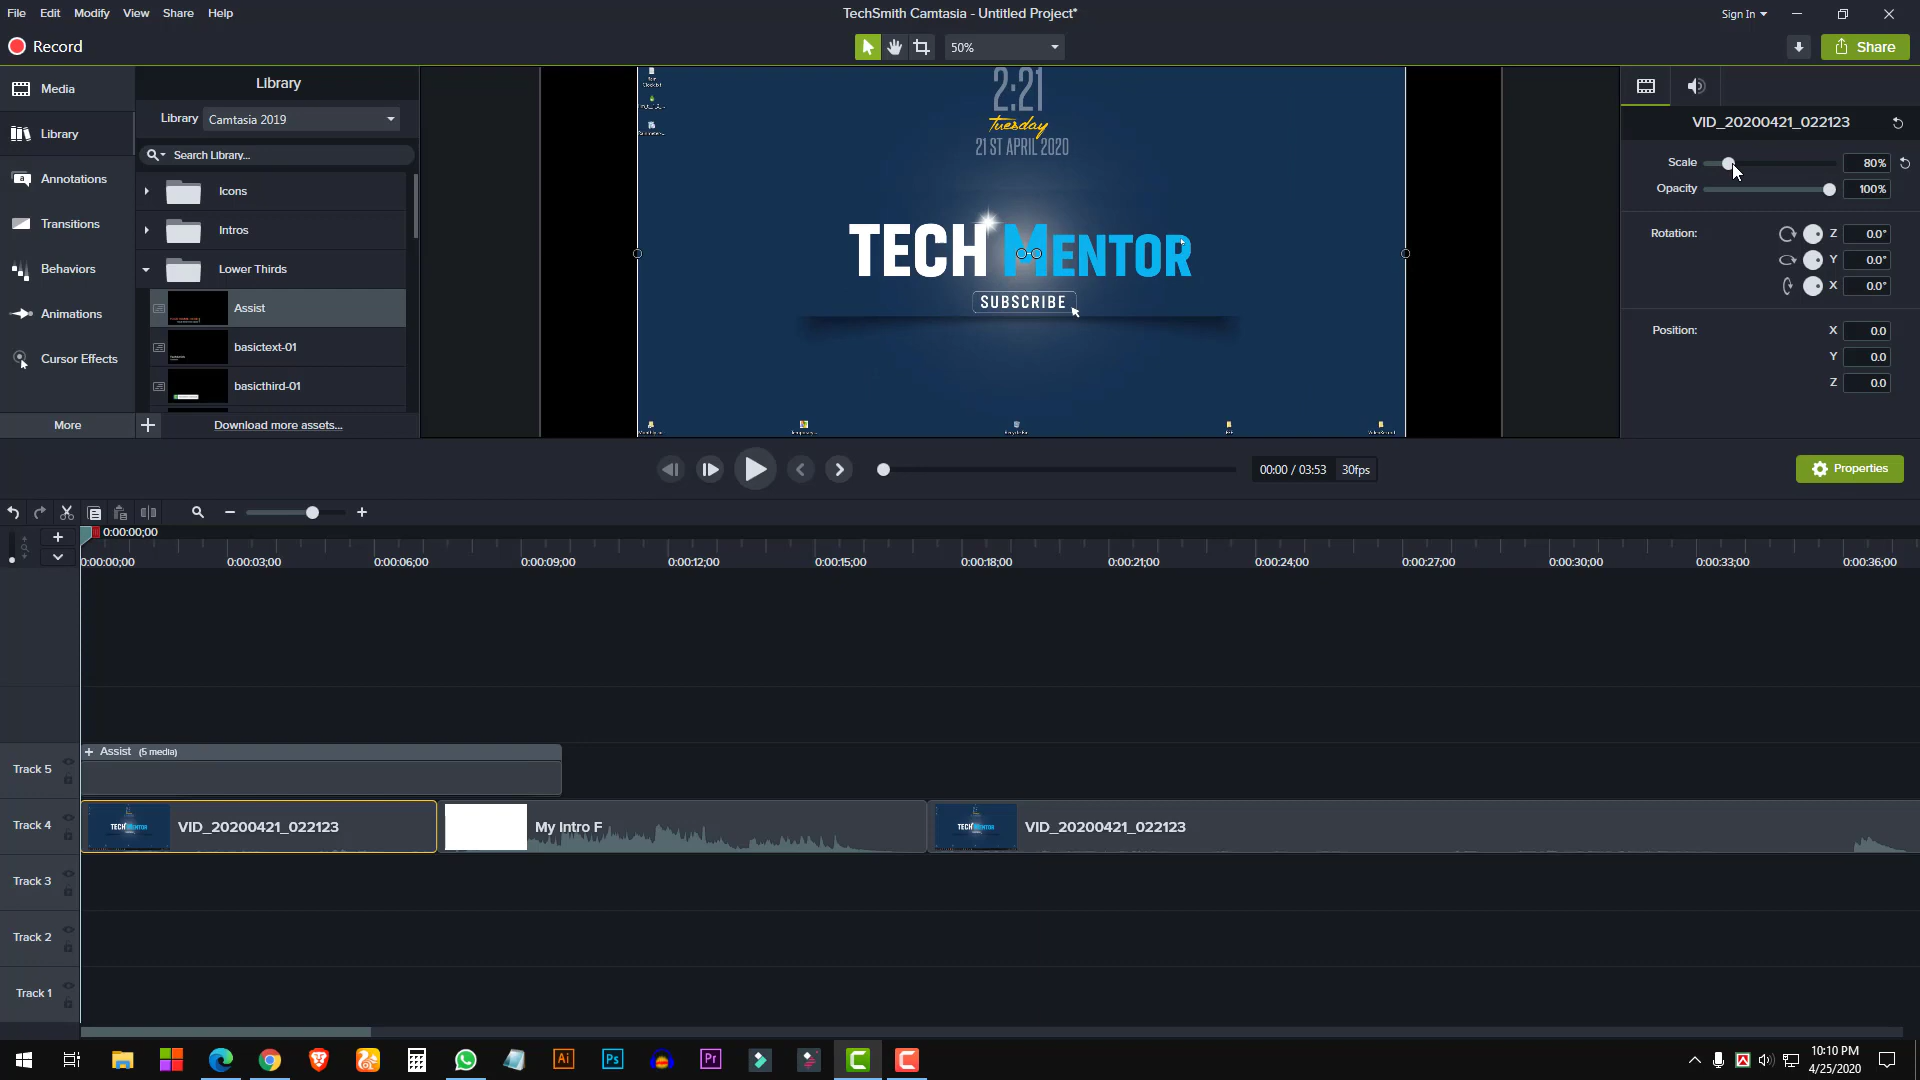 File Edit Modify View Share Help
TechSmith Camtasia - Untitled Project*
Sign In
Record
50%
Share
Media
Library
Annotations
Transitions
Behaviors
Animations
Cursor Effects
More
Library
Library Camtasia 2019
Search Library...
Icons
Intros
Lower Thirds
Assist
basictext-01
basicthird-01
Download more assets...
2:21
Tuesday
21 ST APRIL 2020
TECH MENTOR
SUBSCRIBE
VID_20200421_022123
Scale 80%
Opacity 100%
Rotation: Z 0.0°
Y 0.0°
X 0.0°
Position: X 0.0
Y 0.0
Z 0.0
00:00 / 03:53 30fps
Properties
0:00:00;00
0:00:00;00 0:00:03;00 0:00:06;00 0:00:09;00 0:00:12;00 0:00:15;00 0:00:18;00 0:00:21;00 0:00:24;00 0:00:27;00 0:00:30;00 0:00:33;00 0:00:36;00
Track 5
+ Assist (5 media)
Track 4
VID_20200421_022123
My Intro F
VID_20200421_022123
Track 3
Track 2
Track 1
Ai
Ps
Pr
10:10 PM
4/25/2020